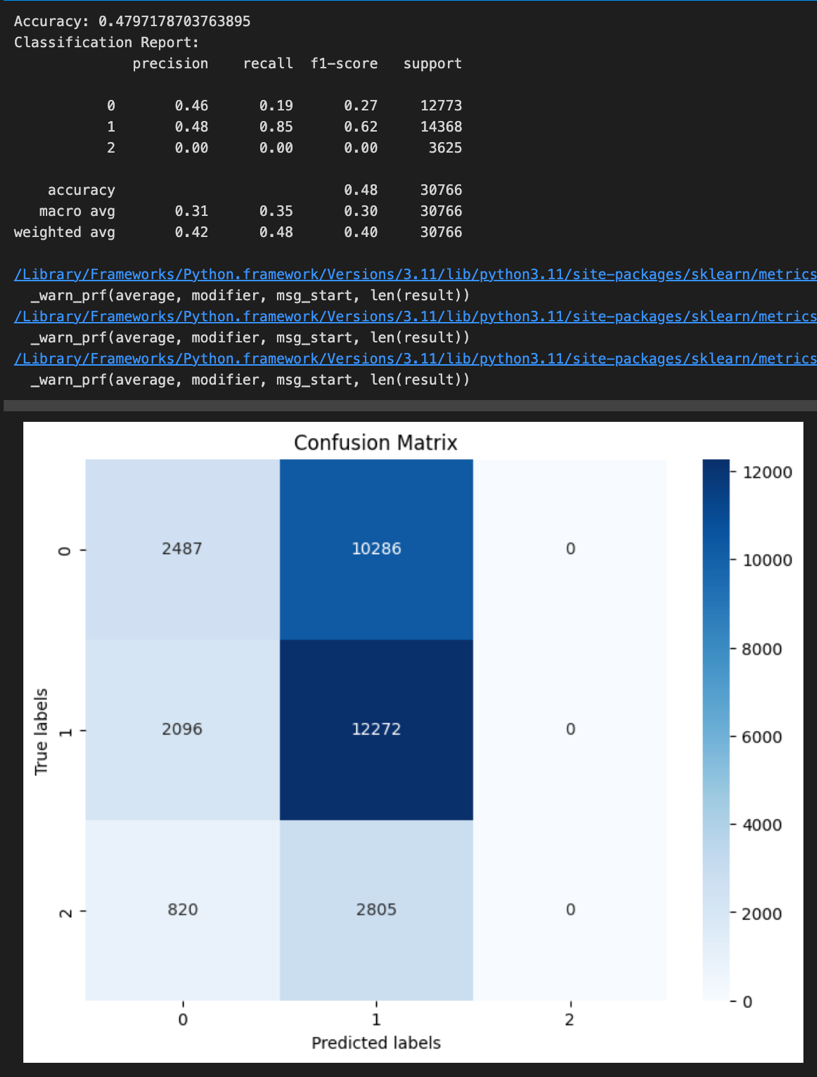 Accuracy: 0.4797178703763895
Classification Report:
precision recall f1-score support
0 0.46 0.19 0.27 12773
1 0.48 0.85 0.62 14368
2 0.00 0.00 0.00 3625
accuracy 0.48 30766
macro avg 0.31 0.35 0.30 30766
weighted avg 0.42 0.48 0.40 30766
/Library/Frameworks/Python.framework/Versions/3.11/lib/python3.11/site-packages/sklearn/metrics
_warn_prf(average, modifier, msg_start, len(result))
/Library/Frameworks/Python.framework/Versions/3.11/lib/python3.11/site-packages/sklearn/metrics
_warn_prf(average, modifier, msg_start, len(result))
/Library/Frameworks/Python.framework/Versions/3.11/lib/python3.11/site-packages/sklearn/metrics
_warn_prf(average, modifier, msg_start, len(result))
Confusion Matrix
True labels
0 2487 10286 0
1 2096 12272 0
2 820 2805 0
0 1 2
Predicted labels
12000
10000
8000
6000
4000
2000
0